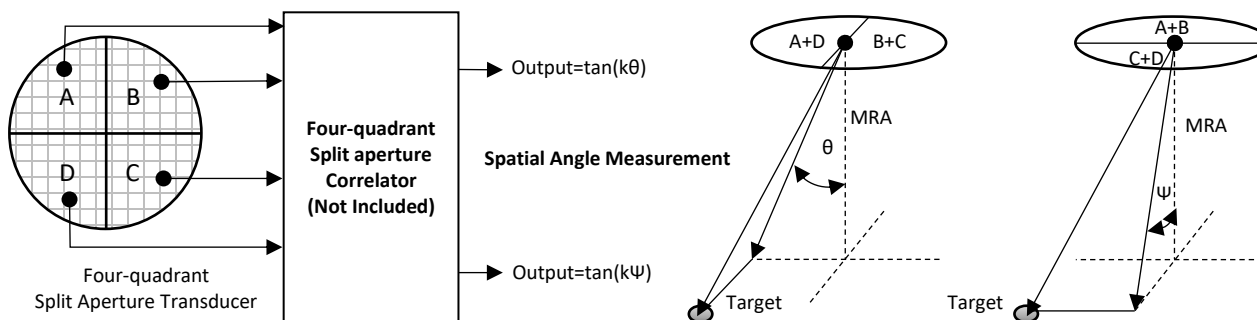 A
B
D
C
Four-quadrant
Split Aperture Transducer
Four-quadrant
Split aperture
Correlator
(Not Included)
Output=tan(kθ)
Spatial Angle Measurement
Output=tan(kΨ)
A+D
B+C
MRA
θ
Target
A+B
C+D
MRA
Ψ
Target